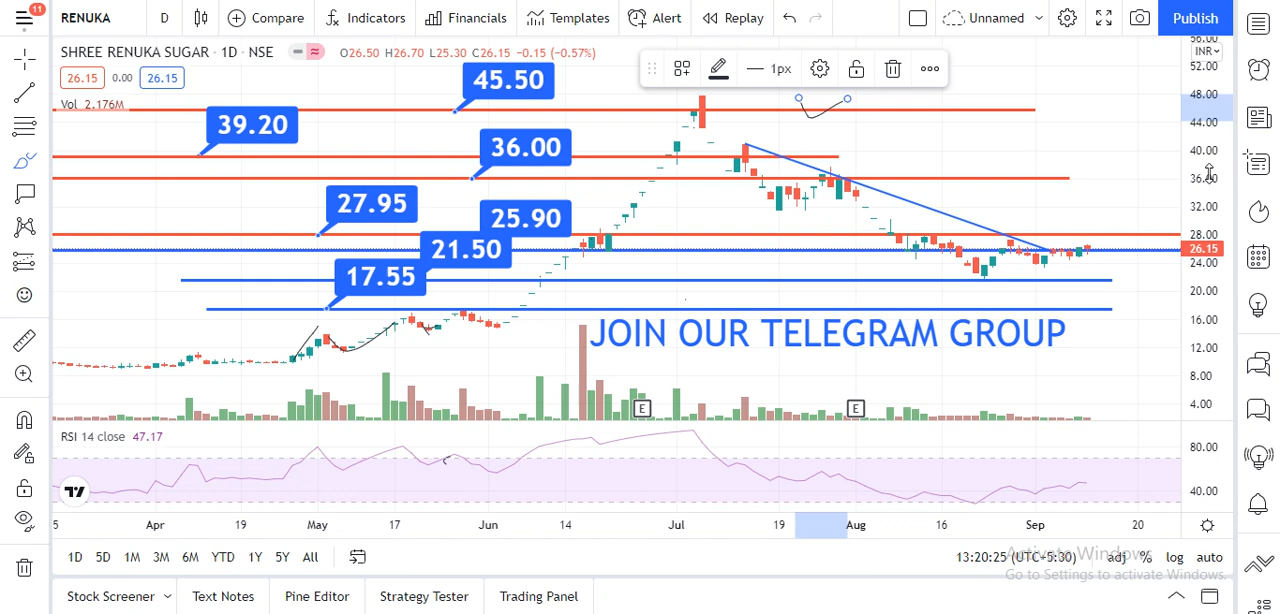 11
RENUKA
D
Compare
Indicators
Financials
Templates
Alert
Replay
Unnamed
Publish
SHREE RENUKA SUGAR · 1D · NSE
O26.50 H26.70 L25.30 C26.15 −0.15 (−0.57%)
26.15 0.00 26.15
Vol 2.176M
1px
INR
56.00
52.00
48.00
44.00
40.00
36.00
32.00
28.00
26.15
24.00
20.00
16.00
12.00
8.00
4.00
45.50
39.20
36.00
27.95
25.90
21.50
17.55
JOIN OUR TELEGRAM GROUP
E
E
RSI 14 close 47.17
80.00
40.00
5 Apr 19 May 17 Jun 14 Jul 19 Aug 16 Sep 20
1D 5D 1M 3M 6M YTD 1Y 5Y All
13:20:25 (UTC+5:30) adj % log auto
Activate Windows
Go to Settings to activate Windows.
Stock Screener
Text Notes
Pine Editor
Strategy Tester
Trading Panel